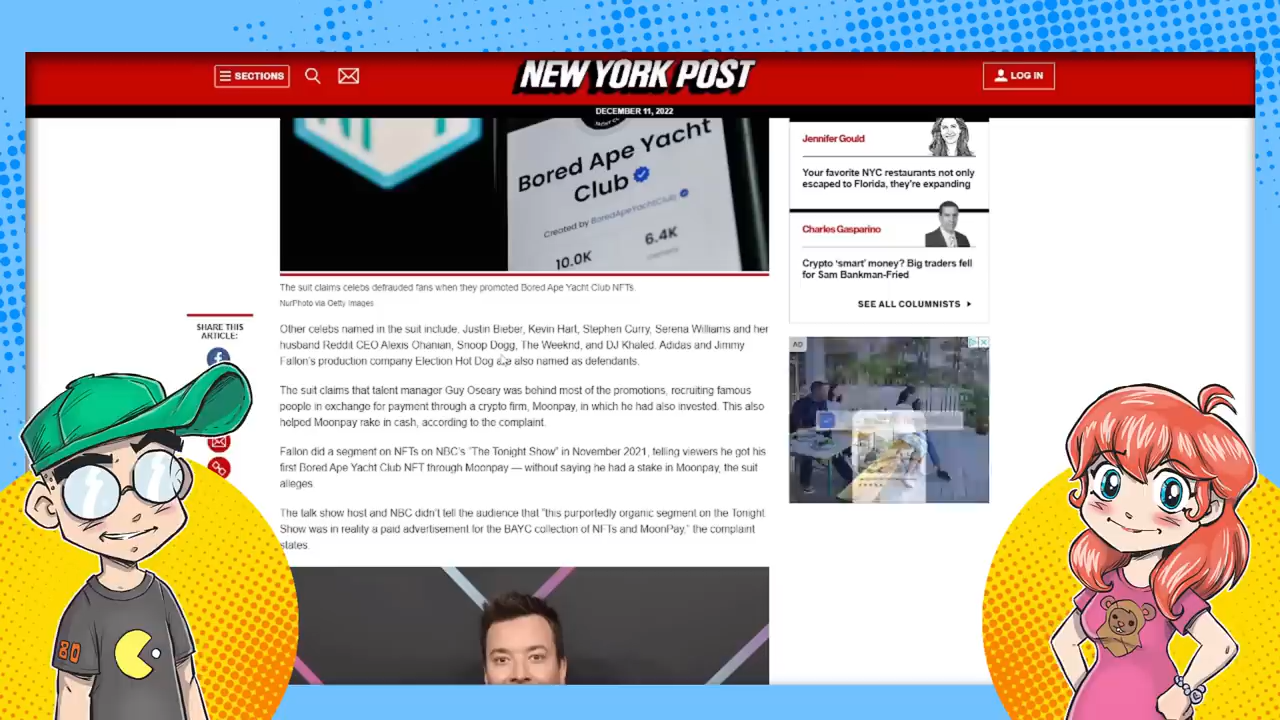 SECTIONS
NEW YORK POST
LOG IN
DECEMBER 11, 2022
Bored Ape Yacht
Club
Created by BoredApeYachtClub
10.0K
6.4K
The suit claims celebs defrauded fans when they promoted Bored Ape Yacht Club NFTs.
NurPhoto via Getty Images
SHARE THIS
ARTICLE:
Other celebs named in the suit include: Justin Bieber, Kevin Hart, Stephen Curry, Serena Williams and her
husband Reddit CEO Alexis Ohanian, Snoop Dogg, The Weeknd, and DJ Khaled. Adidas and Jimmy
Fallon's production company Election Hot Dog are also named as defendants.
The suit claims that talent manager Guy Oseary was behind most of the promotions, recruiting famous
people in exchange for payment through a crypto firm, Moonpay, in which he had also invested. This also
helped Moonpay rake in cash, according to the complaint.
Fallon did a segment on NFTs on NBC's "The Tonight Show" in November 2021, telling viewers he got his
first Bored Ape Yacht Club NFT through Moonpay — without saying he had a stake in Moonpay, the suit
alleges.
The talk show host and NBC didn't tell the audience that "this purportedly organic segment on the Tonight
Show was in reality a paid advertisement for the BAYC collection of NFTs and MoonPay," the complaint
states.
Jennifer Gould
Your favorite NYC restaurants not only
escaped to Florida, they're expanding
Charles Gasparino
Crypto 'smart' money? Big traders fell
for Sam Bankman-Fried
SEE ALL COLUMNISTS
AD
80